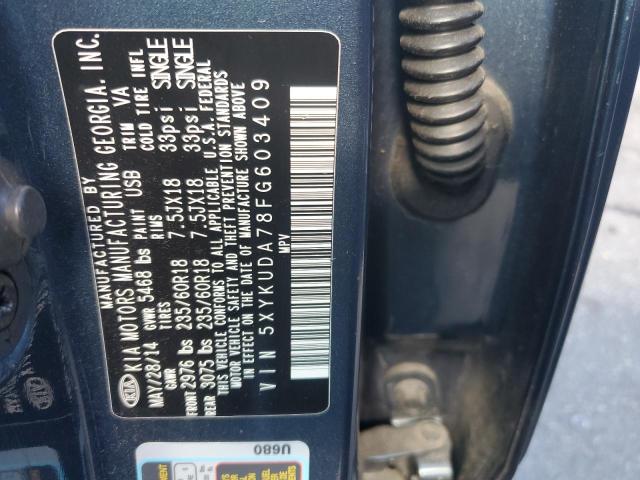 MANUFACTURED BY
KIA KIA MOTORS MANUFACTURING GEORGIA, INC.
MAY/28/14 GVWR 5468 lbs PAINT USB TRIM VA
GAWR TIRES RIMS COLD TIRE INFL
FRONT 2976 lbs 235/60R18 7.5JX18 33psi SINGLE
REAR 3075 lbs 235/60R18 7.5JX18 33psi SINGLE
THIS VEHICLE CONFORMS TO ALL APPLICABLE U.S.A. FEDERAL
MOTOR VEHICLE SAFETY AND THEFT PREVENTION STANDARDS
IN EFFECT ON THE DATE OF MANUFACTURE SHOWN ABOVE
VIN 5XYKUDA78FG603409
MPV
U680